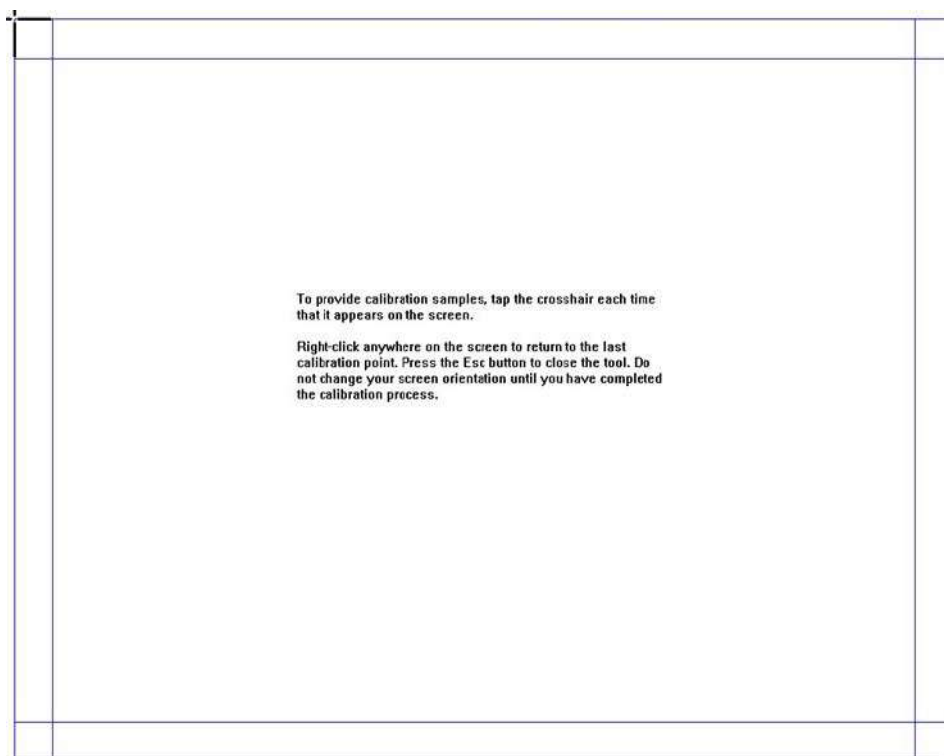 To provide calibration samples, tap the crosshair each time
that it appears on the screen.
Right-click anywhere on the screen to return to the last
calibration point. Press the Esc button to close the tool. Do
not change your screen orientation until you have completed
the calibration process.